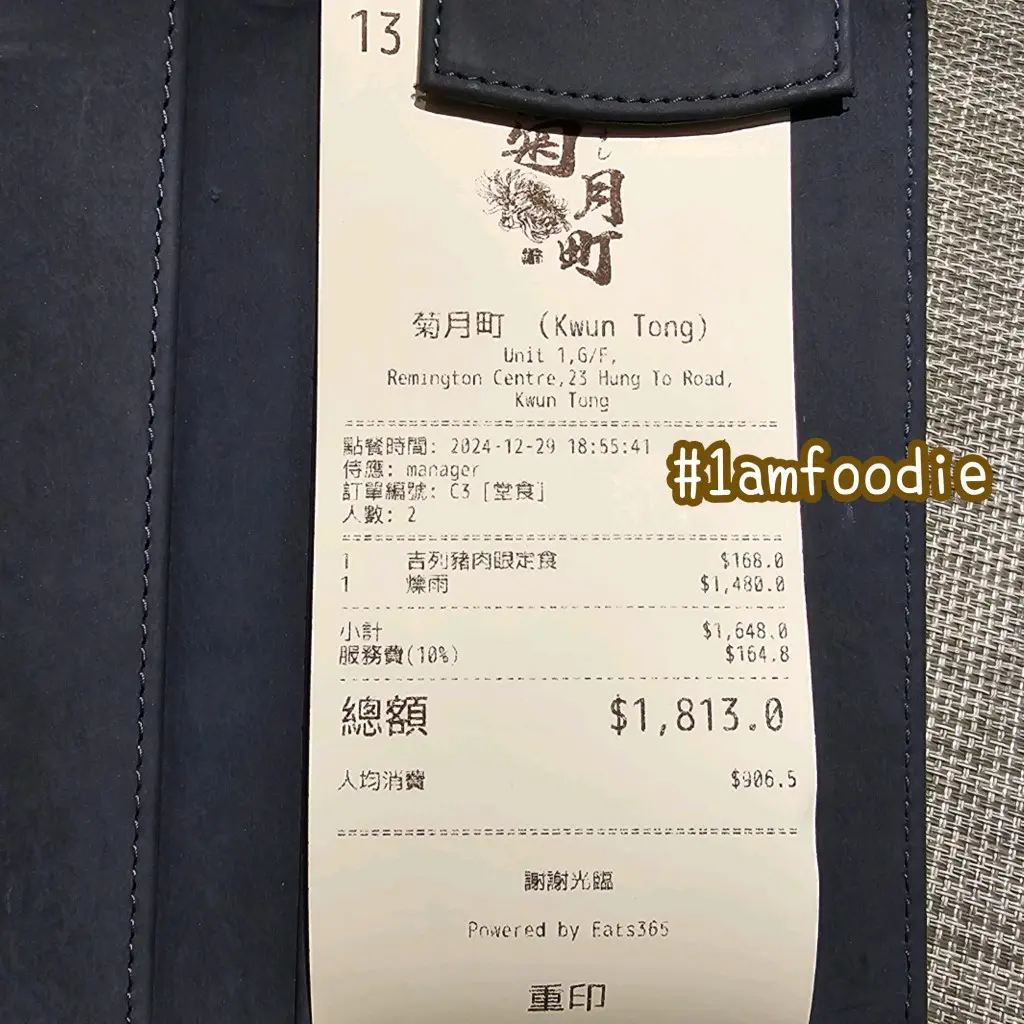 13
菊
月
町
菊月町 (Kwun Tong)
Unit 1,G/F,
Remington Centre,23 Hung To Road,
Kwun Tong
點餐時間: 2024-12-29 18:55:41
侍應: manager
訂單編號: C3 [堂食]
人數: 2
#1amfoodie
1 吉列豬肉眼定食 $168.0
1 燥雨 $1,480.0
小計 $1,648.0
服務費(10%) $164.8
總額 $1,813.0
人均消費 $906.5
謝謝光臨
Powered by Eats365
重印